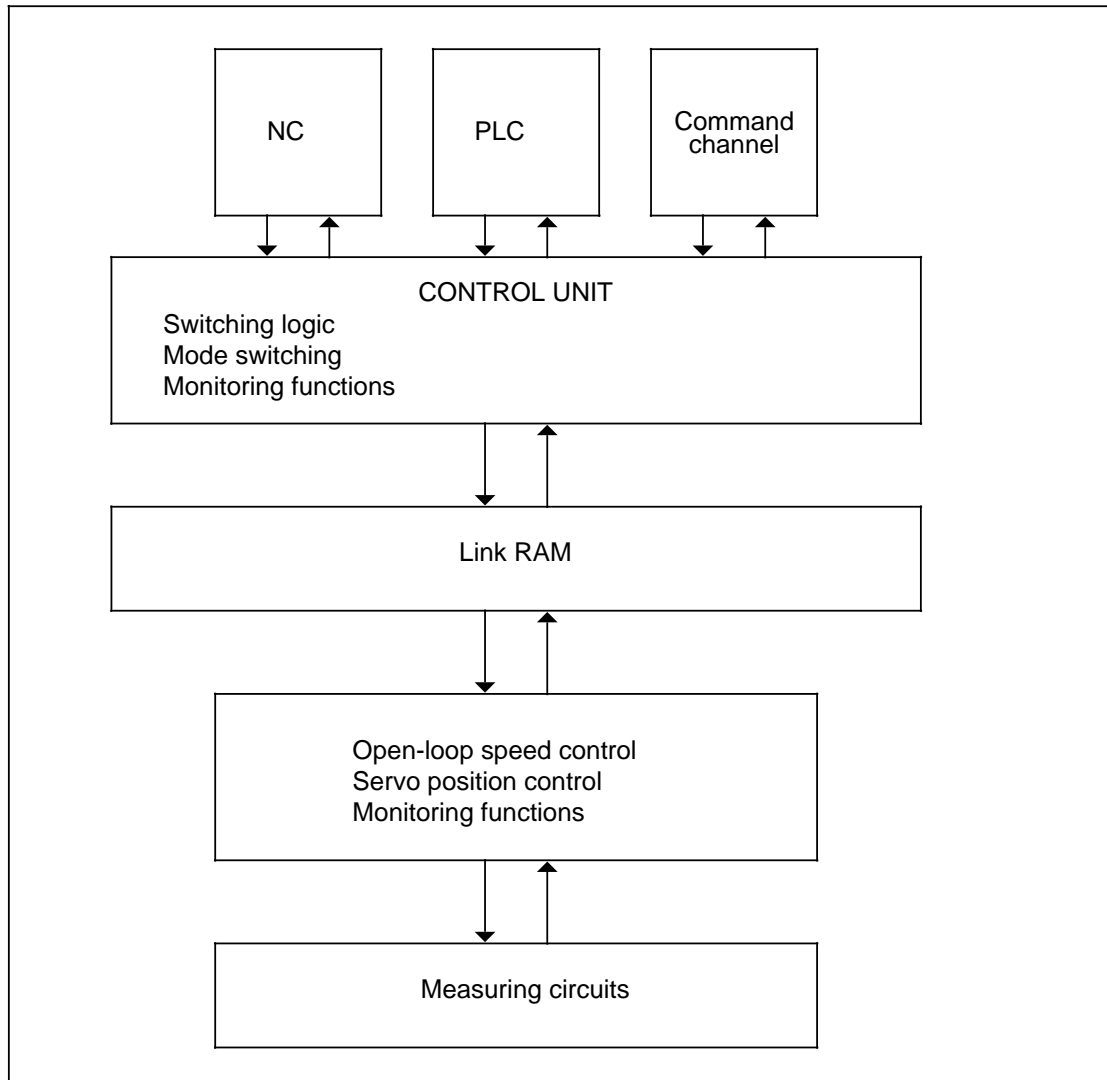 NC
PLC
Command
channel
CONTROL UNIT
Switching logic
Mode switching
Monitoring functions
Link RAM
Open-loop speed control
Servo position control
Monitoring functions
Measuring circuits